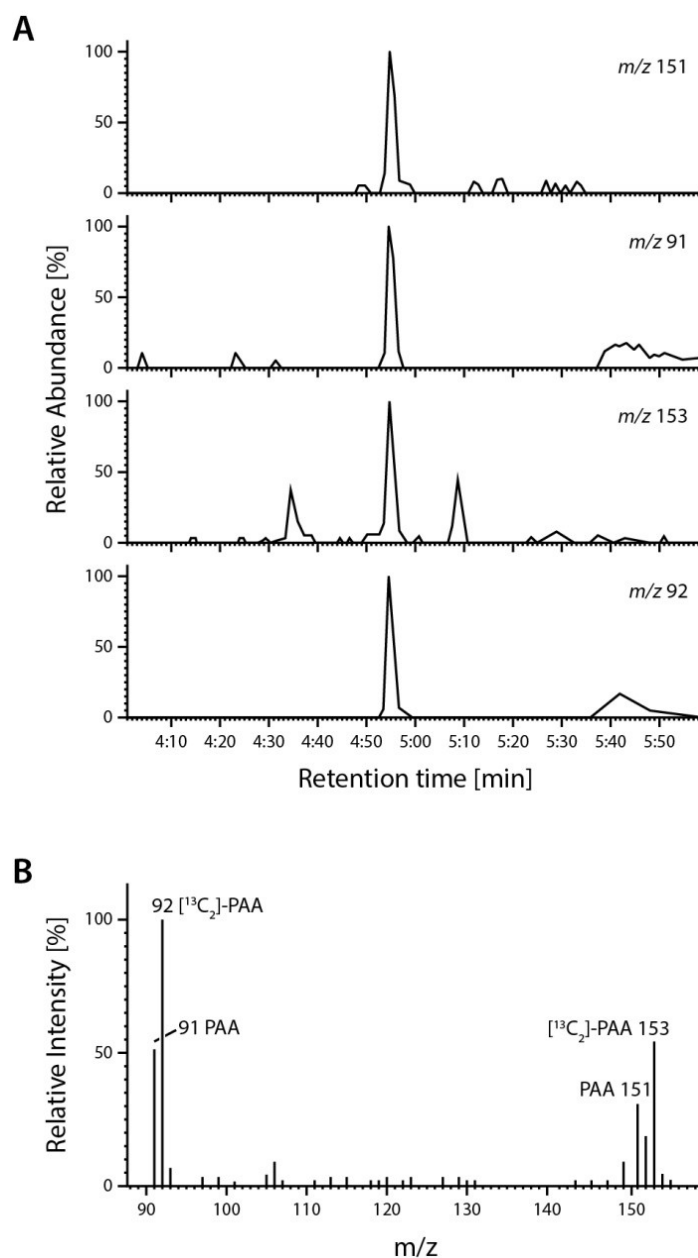 A
100
50
0
m/z 151
100
50
0
m/z 91
Relative Abundance [%]
100
50
0
m/z 153
100
50
0
m/z 92
4:10 4:20 4:30 4:40 4:50 5:00 5:10 5:20 5:30 5:40 5:50
Retention time [min]
B
100
50
0
Relative Intensity [%]
92 [¹³C₂]-PAA
91 PAA
[¹³C₂]-PAA 153
PAA 151
90 100 110 120 130 140 150
m/z